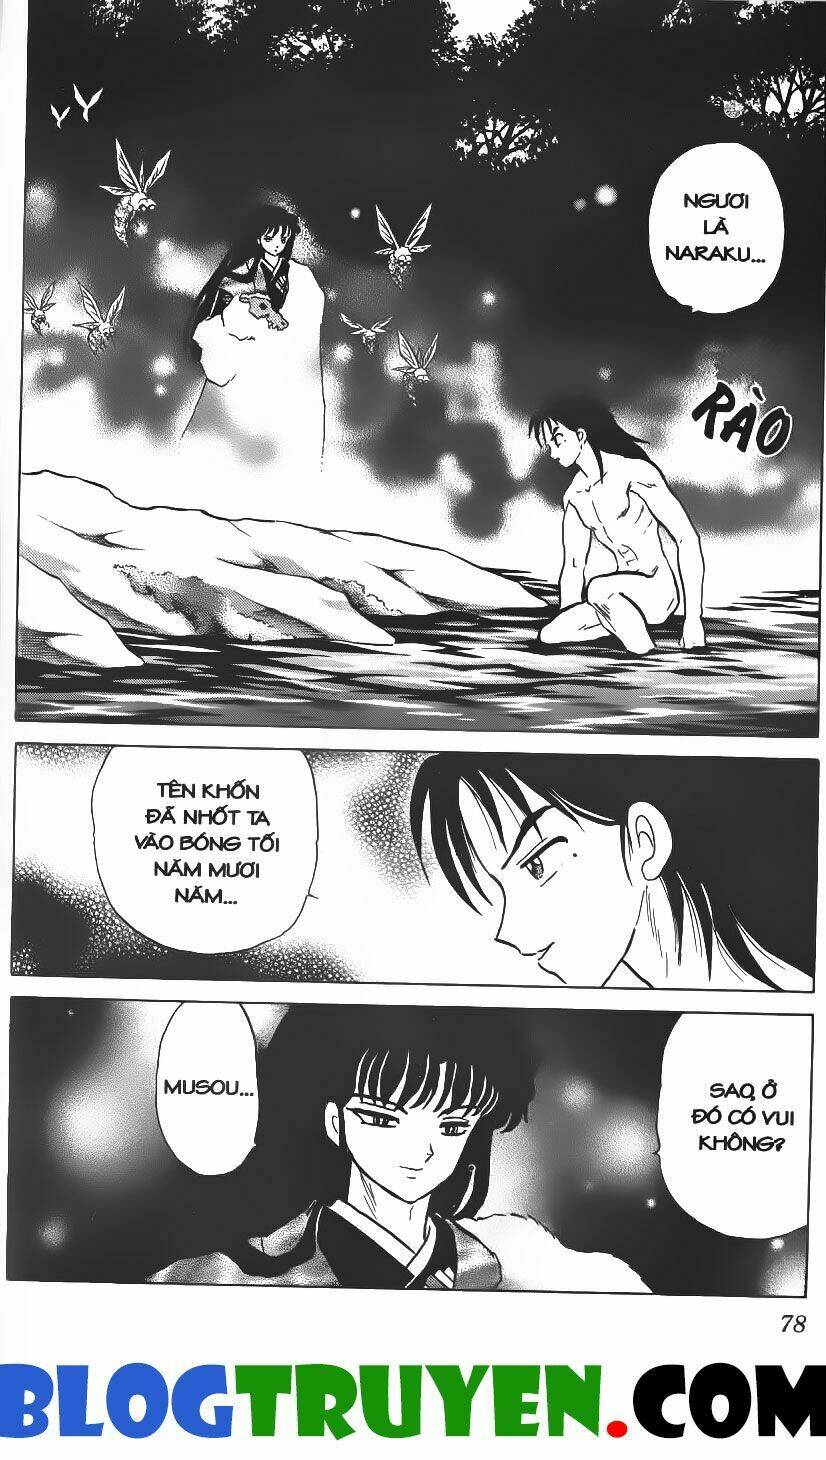 NGƯƠI
LÀ
NARAKU...
RÀO
TÊN KHỐN
ĐÃ NHỐT TA
VÀO BÓNG TỐI
NĂM MƯƠI
NĂM...
SAO, Ở
ĐÓ CÓ VUI
KHÔNG?
MUSOU...
78
BLOGTRUYEN.COM